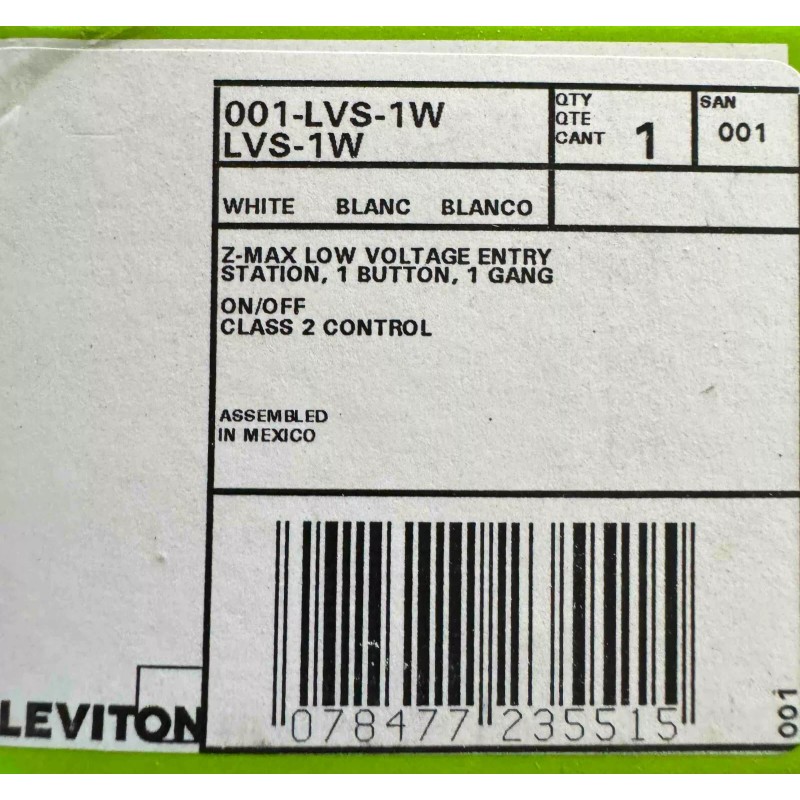 001-LVS-1W
LVS-1W
QTY
QTE
CANT 1
SAN
001
WHITE BLANC BLANCO
Z-MAX LOW VOLTAGE ENTRY
STATION, 1 BUTTON, 1 GANG
ON/OFF
CLASS 2 CONTROL
ASSEMBLED
IN MEXICO
LEVITON
078477 235515
001